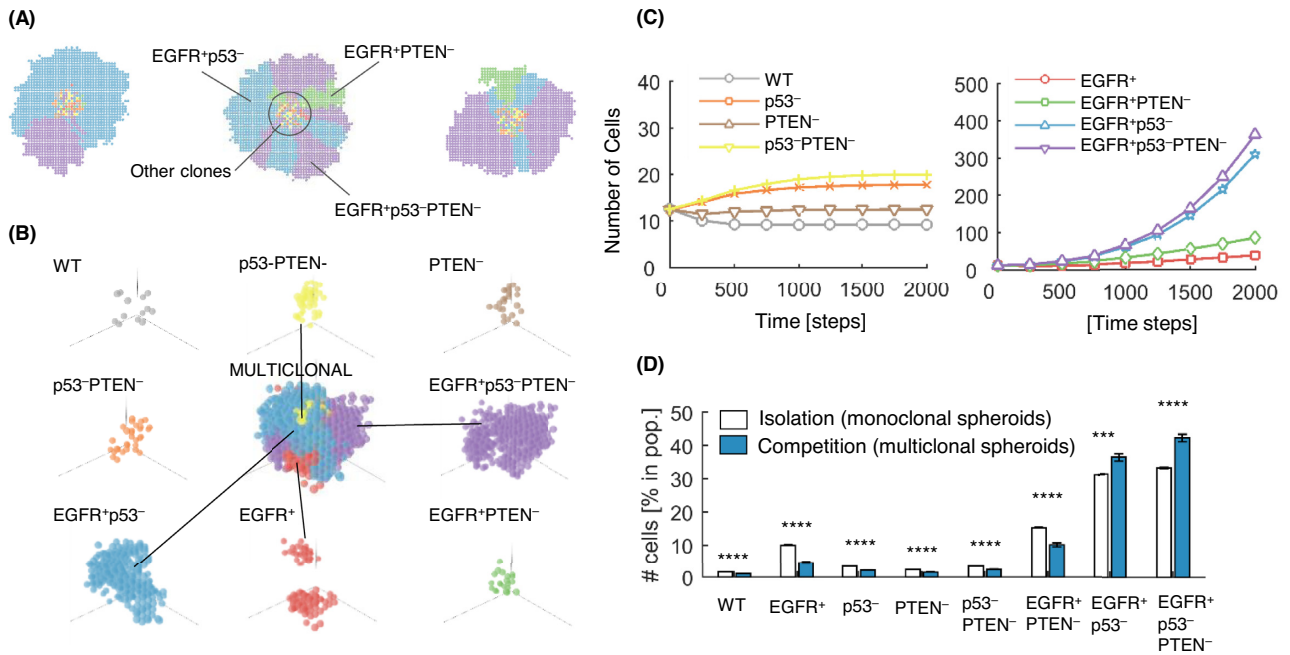 (A)
EGFR⁺p53⁻
EGFR⁺PTEN⁻
Other clones
EGFR⁺p53⁻PTEN⁻
(B)
WT
p53-PTEN-
PTEN⁻
p53⁻PTEN⁻
MULTICLONAL
EGFR⁺p53⁻PTEN⁻
EGFR⁺p53⁻
EGFR⁺
EGFR⁺PTEN⁻
(C)
Number of Cells
40
30
20
10
0
WT
p53⁻
PTEN⁻
p53⁻PTEN⁻
0 500 1000 1500 2000
Time [steps]
500
400
300
200
100
0
EGFR⁺
EGFR⁺PTEN⁻
EGFR⁺p53⁻
EGFR⁺p53⁻PTEN⁻
0 500 1000 1500 2000
[Time steps]
(D)
# cells [% in pop.]
50
40
30
20
10
0
Isolation (monoclonal spheroids)
Competition (multiclonal spheroids)
**** **** **** **** **** **** *** ****
WT
EGFR⁺
p53⁻
PTEN⁻
p53⁻
PTEN⁻
EGFR⁺
PTEN⁻
EGFR⁺
p53⁻
EGFR⁺
p53⁻
PTEN⁻